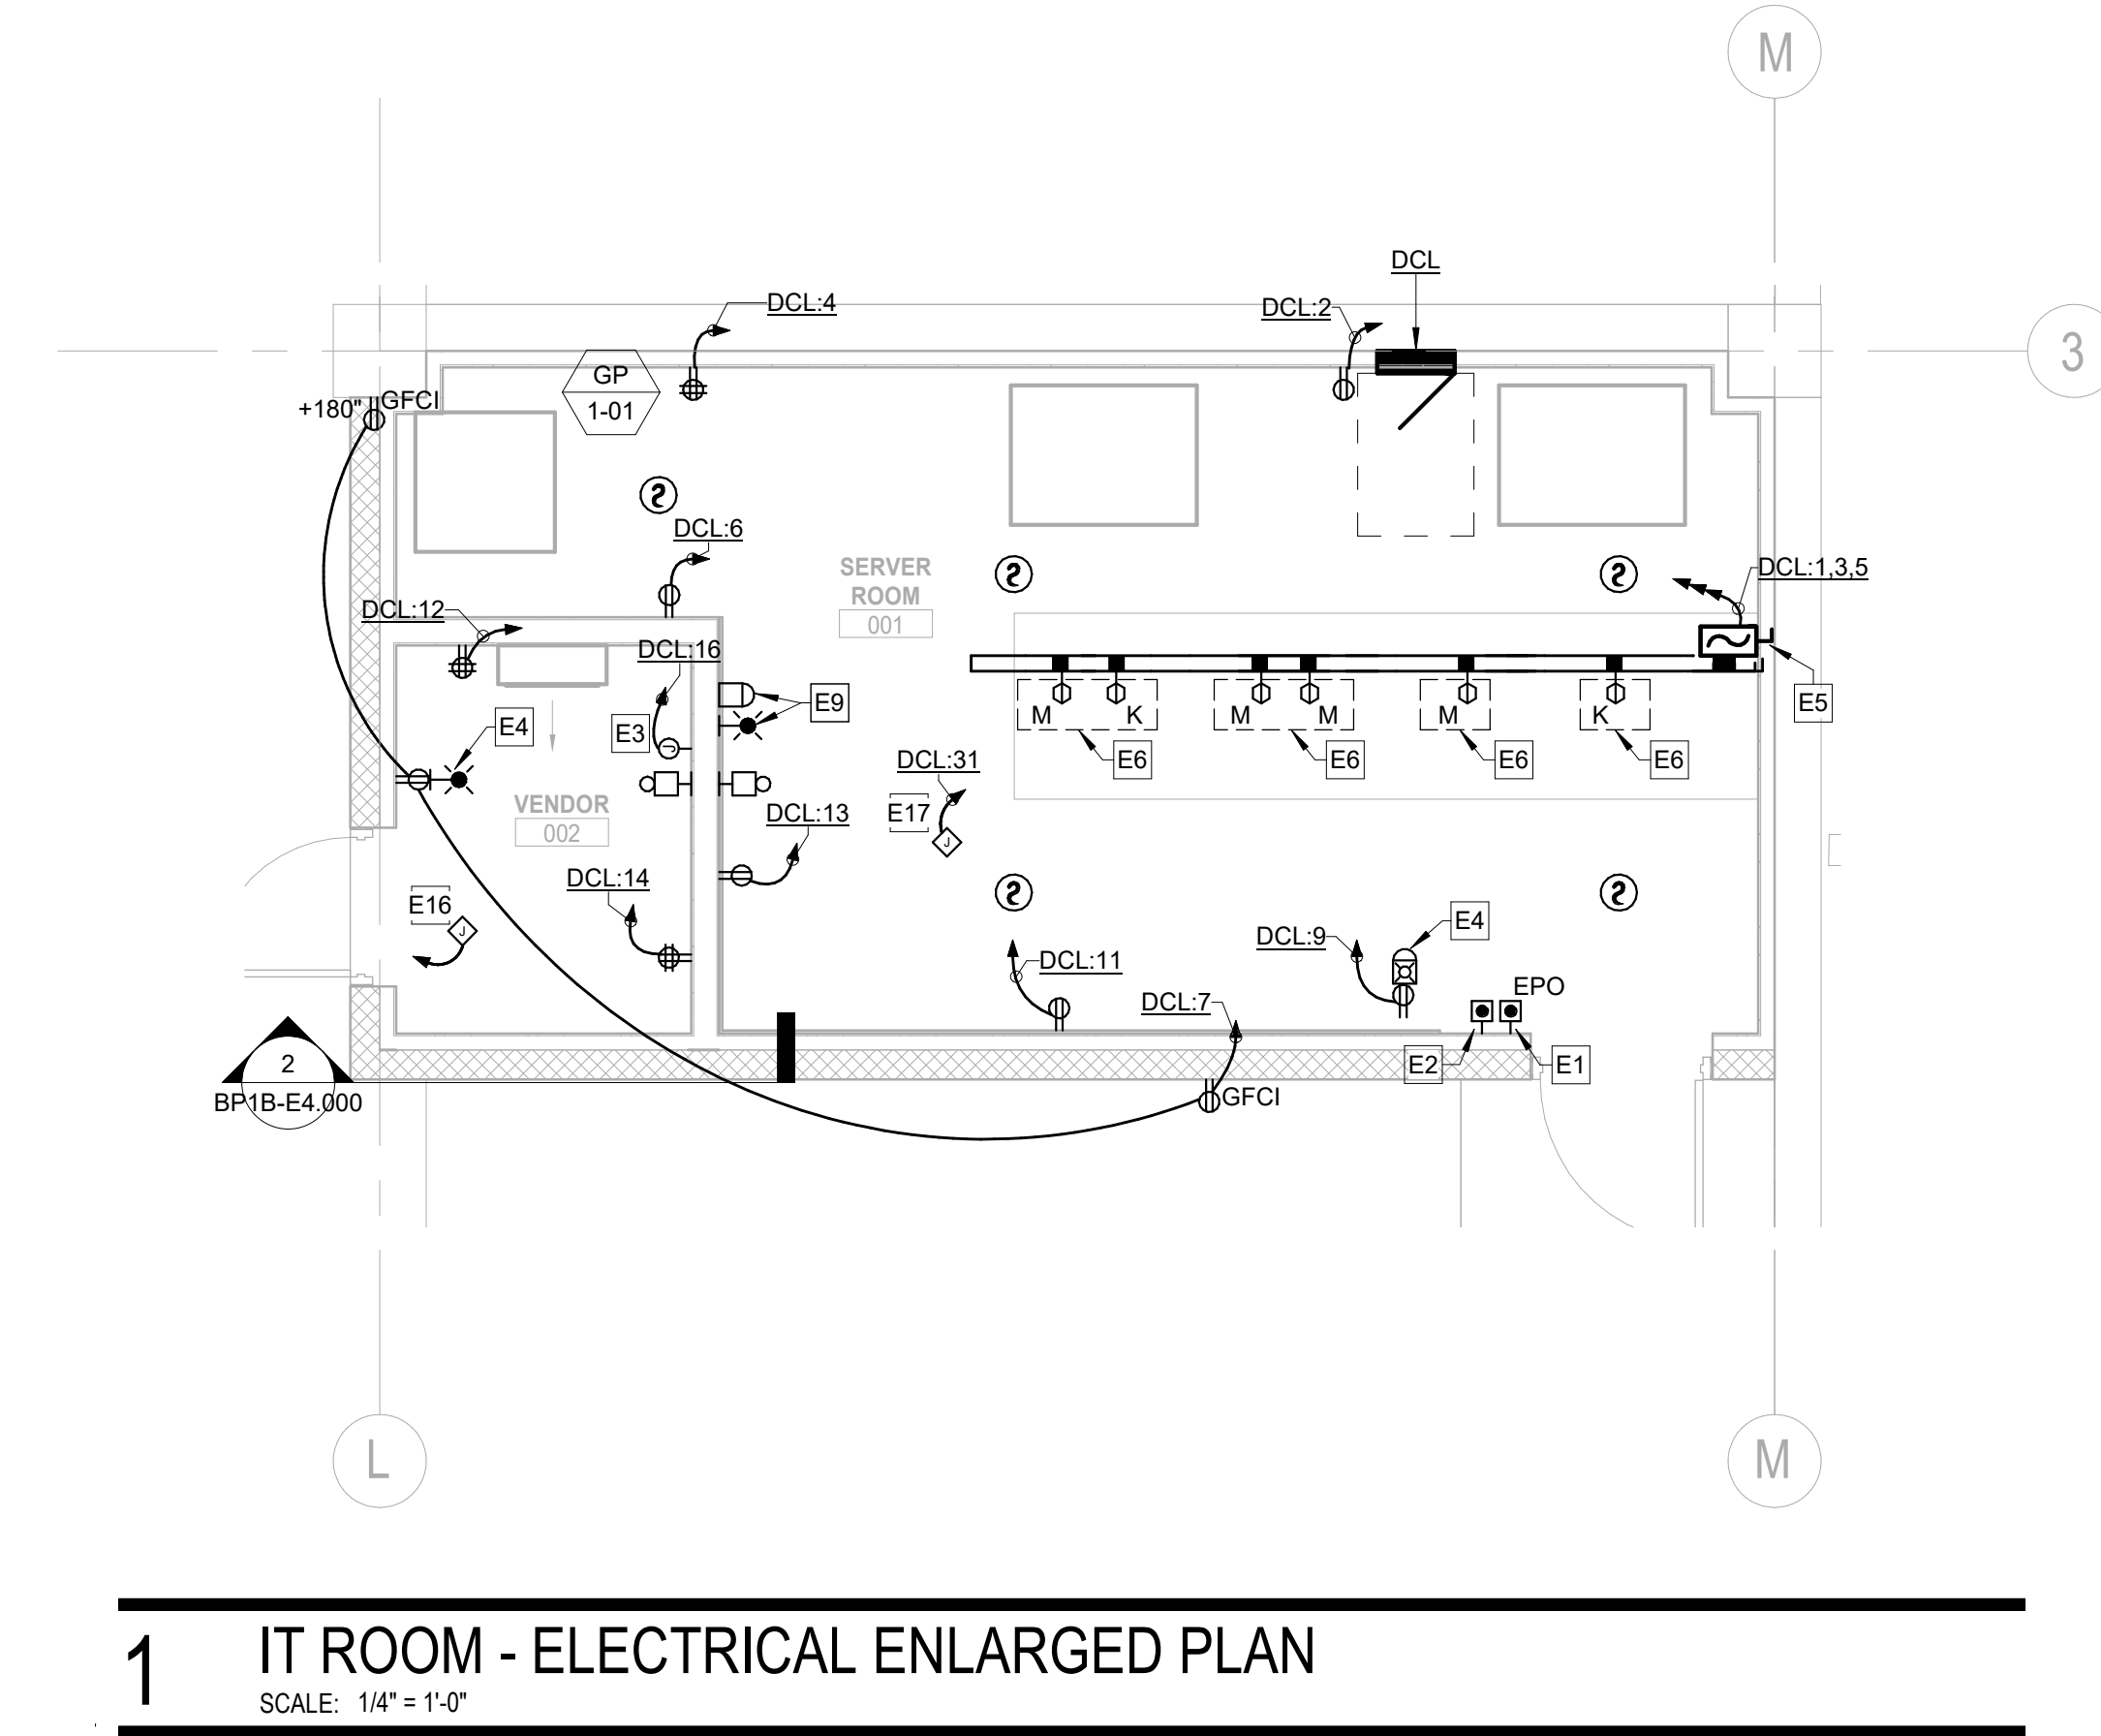 M
DCL
DCL:4
DCL:2
3
GP
1-01
+180"
GFCI
DCL:6
SERVER
ROOM
001
DCL:1,3,5
DCL:12
DCL:16
E9
E5
E4
E3
M
K
M
M
M
K
E6
E6
E6
E6
DCL:31
E17
J
VENDOR
002
DCL:13
DCL:14
E16
J
DCL:9
E4
DCL:11
DCL:7
EPO
2
BP1B-E4.000
E2
E1
GFCI
L
M
1
IT ROOM - ELECTRICAL ENLARGED PLAN
SCALE: 1/4" = 1'-0"